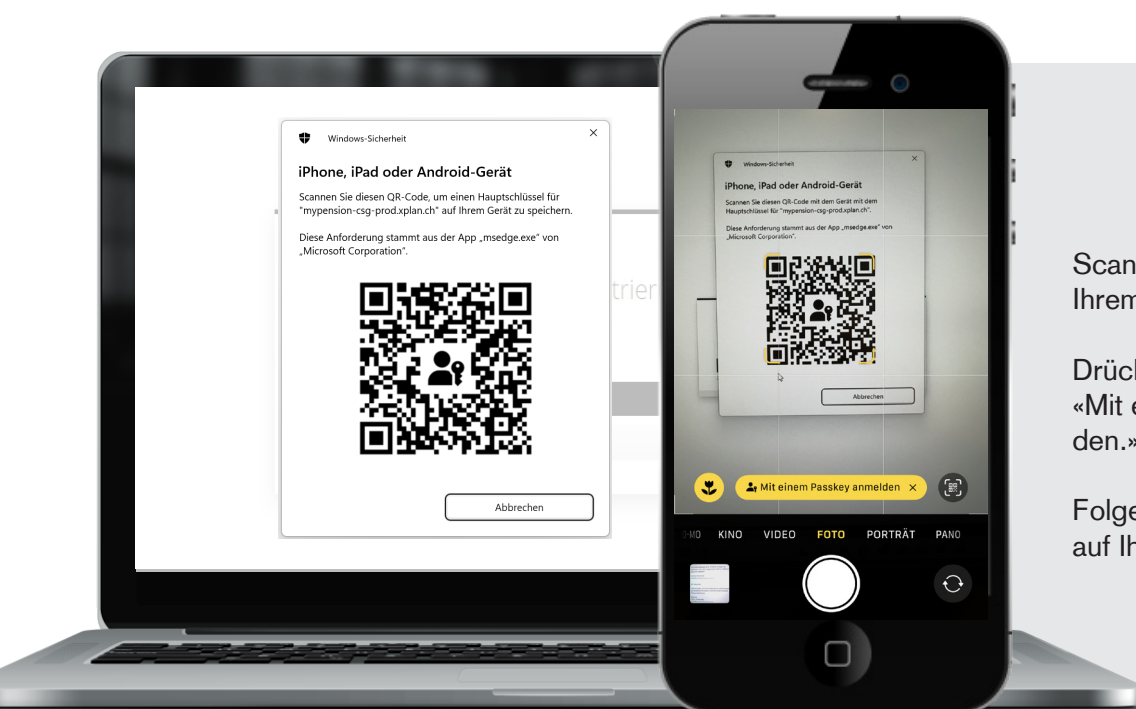 Windows-Sicherheit
iPhone, iPad oder Android-Gerät
Scannen Sie diesen QR-Code, um einen Hauptschlüssel für
"mypension-csg-prod.xplan.ch" auf Ihrem Gerät zu speichern.
Diese Anforderung stammt aus der App „msedge.exe" von
„Microsoft Corporation".
trier
Abbrechen
Windows-Sicherheit
iPhone, iPad oder Android-Gerät
Scannen Sie diesen QR-Code mit dem Gerät mit dem
Hauptschlüssel für "mypension-csg-prod.xplan.ch".
Diese Anforderung stammt aus der App „msedge.exe" von
„Microsoft Corporation".
Abbrechen
Mit einem Passkey anmelden
O-MO KINO VIDEO FOTO PORTRÄT PANO
Scan
Ihrem
Drück
«Mit e
den.»
Folge
auf Ih